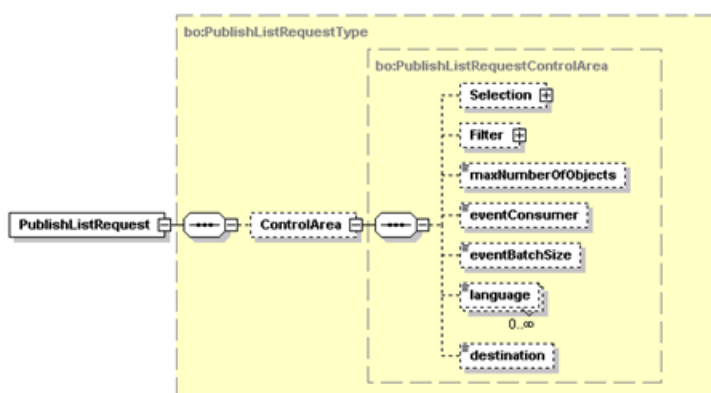 bo:PublishListRequestType
bo:PublishListRequestControlArea
Selection
Filter
maxNumberOfObjects
PublishListRequest
ControlArea
eventConsumer
eventBatchSize
language
0..∞
destination